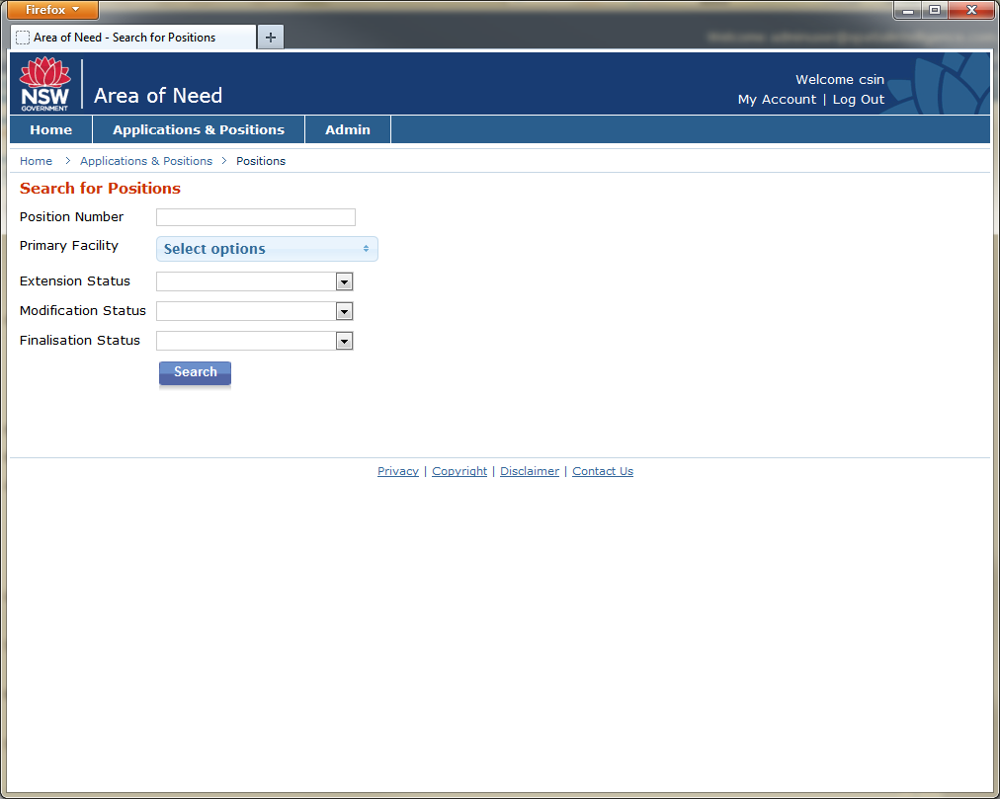 Firefox
Area of Need - Search for Positions
NSW
GOVERNMENT
Area of Need
Welcome csin
My Account | Log Out
Home
Applications & Positions
Admin
Home > Applications & Positions > Positions
Search for Positions
Position Number
Primary Facility
Select options
Extension Status
Modification Status
Finalisation Status
Search
Privacy | Copyright | Disclaimer | Contact Us